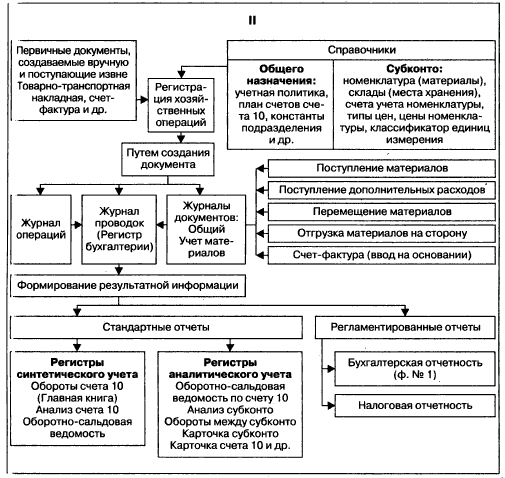 II
Первичные документы,
создаваемые вручную
и поступающие извне
Товарно-транспортная
накладная, счет-
фактура и др.
Регистра-
ция хозяй-
ственных
операций
Справочники
Общего
назначения:
учетная политика,
план счетов сче-
та 10, константы
подразделения
и др.
Субконто:
номенклатура (материалы),
склады (места хранения),
счета учета номенклатуры,
типы цен, цены номенкла-
туры, классификатор единиц
измерения
Путем создания
документа
Журнал
операций
Журнал
проводок
(Регистр
бухгалтерии)
Журналы
документов:
Общий
Учет мате-
риалов
Поступление материалов
Поступление дополнительных расходов
Перемещение материалов
Отгрузка материалов на сторону
Счет-фактура (ввод на основании)
Формирование результатной информации
Стандартные отчеты
Регламентированные отчеты
Регистры
синтетического учета
Обороты счета 10
(Главная книга)
Анализ счета 10
Оборотно-сальдовая
ведомость
Регистры
аналитического учета
Оборотно-сальдовая
ведомость по счету 10
Анализ субконто
Обороты между субконто
Карточка субконто
Карточка счета 10 и др.
Бухгалтерская отчетность
(ф. № 1)
Налоговая отчетность